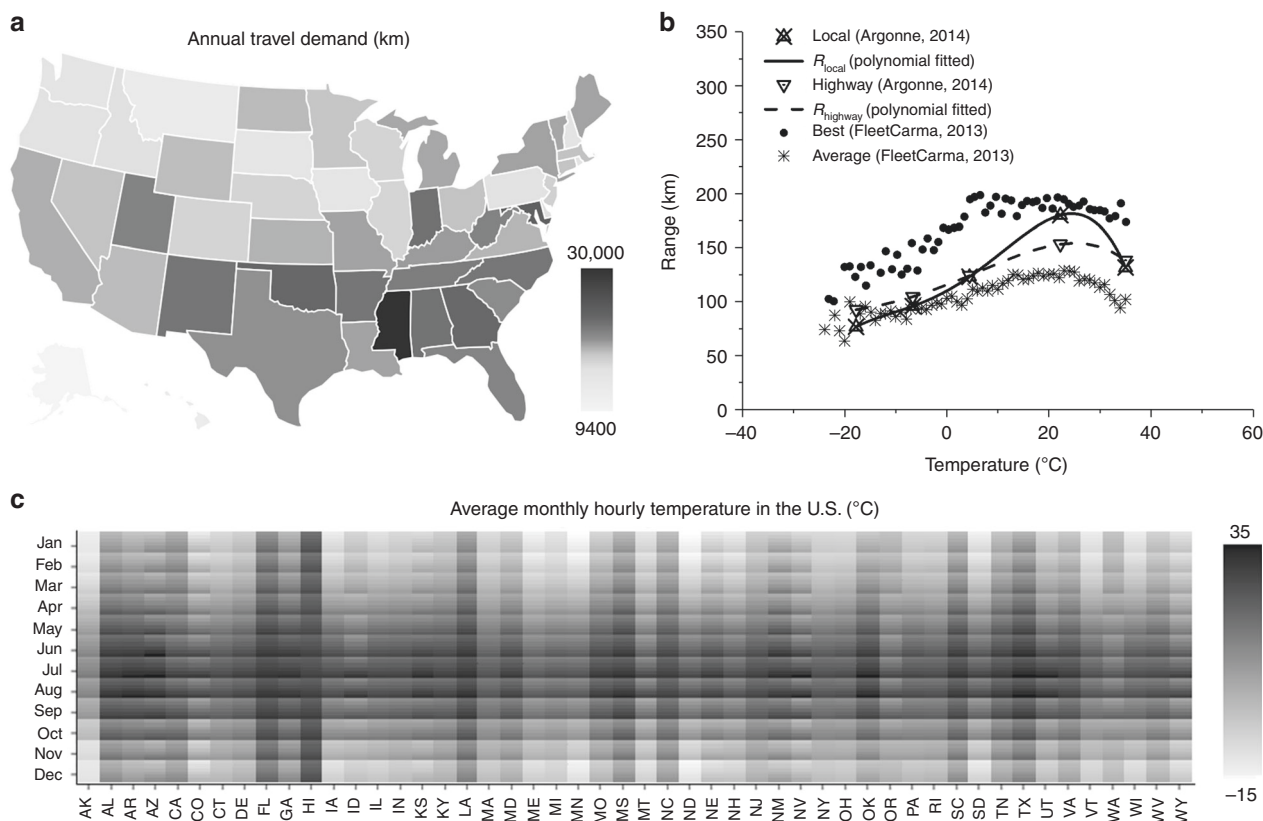 a
Annual travel demand (km)
30,000
9400
b
350
300
250
200
150
100
50
0
Range (km)
–40
–20
0
20
40
60
Temperature (°C)
Local (Argonne, 2014)
Rlocal (polynomial fitted)
Highway (Argonne, 2014)
Rhighway (polynomial fitted)
Best (FleetCarma, 2013)
Average (FleetCarma, 2013)
c
Average monthly hourly temperature in the U.S. (°C)
Jan
Feb
Mar
Apr
May
Jun
Jul
Aug
Sep
Oct
Nov
Dec
AK
AL
AR
AZ
CA
CO
CT
DE
FL
GA
HI
IA
ID
IL
IN
KS
KY
LA
MA
MD
ME
MI
MN
MO
MS
MT
NC
ND
NE
NH
NJ
NM
NV
NY
OH
OK
OR
PA
RI
SC
SD
TN
TX
UT
VA
VT
WA
WI
WV
WY
35
–15